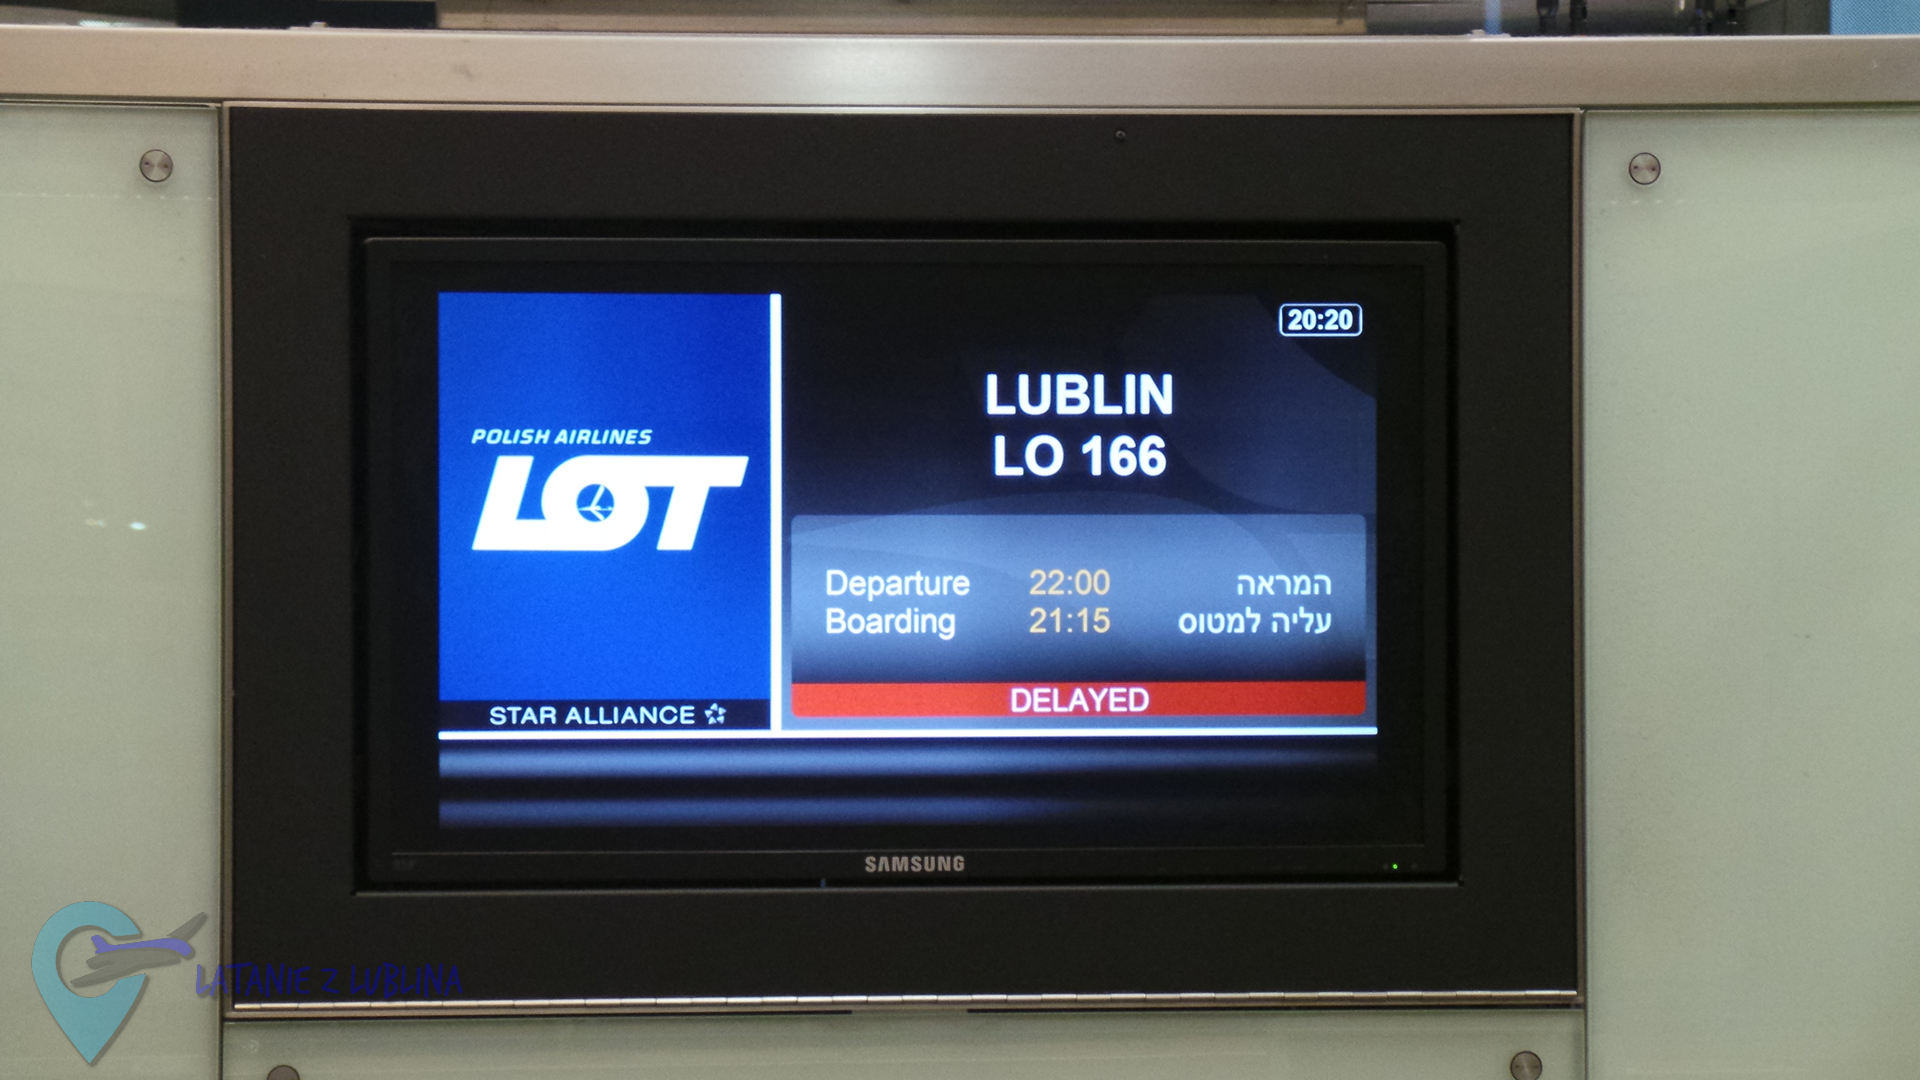 20:20
LUBLIN
LO 166
POLISH AIRLINES
LOT
Departure 22:00 המראה
Boarding 21:15 עליה למטוס
DELAYED
STAR ALLIANCE
SAMSUNG
LATANIE Z LUBLINA